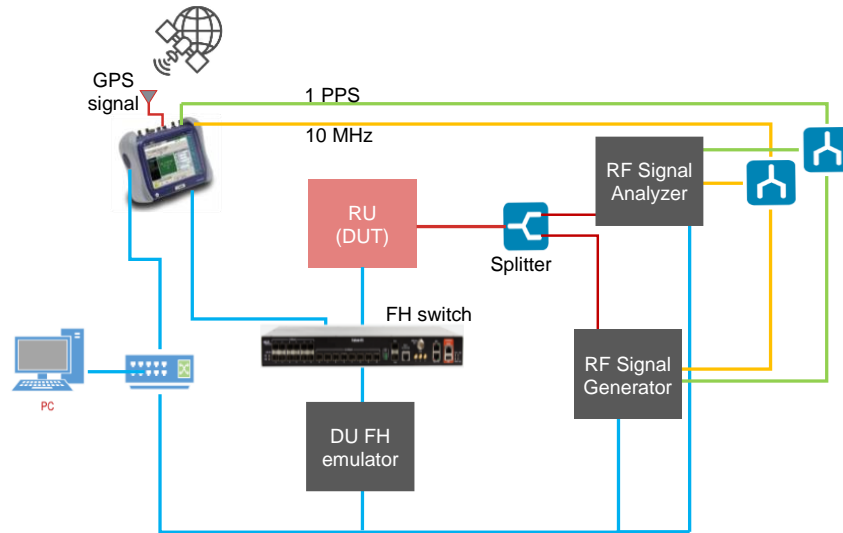 GPS
signal
1 PPS
10 MHz
RF Signal
Analyzer
RU
(DUT)
Splitter
FH switch
RF Signal
Generator
PC
DU FH
emulator